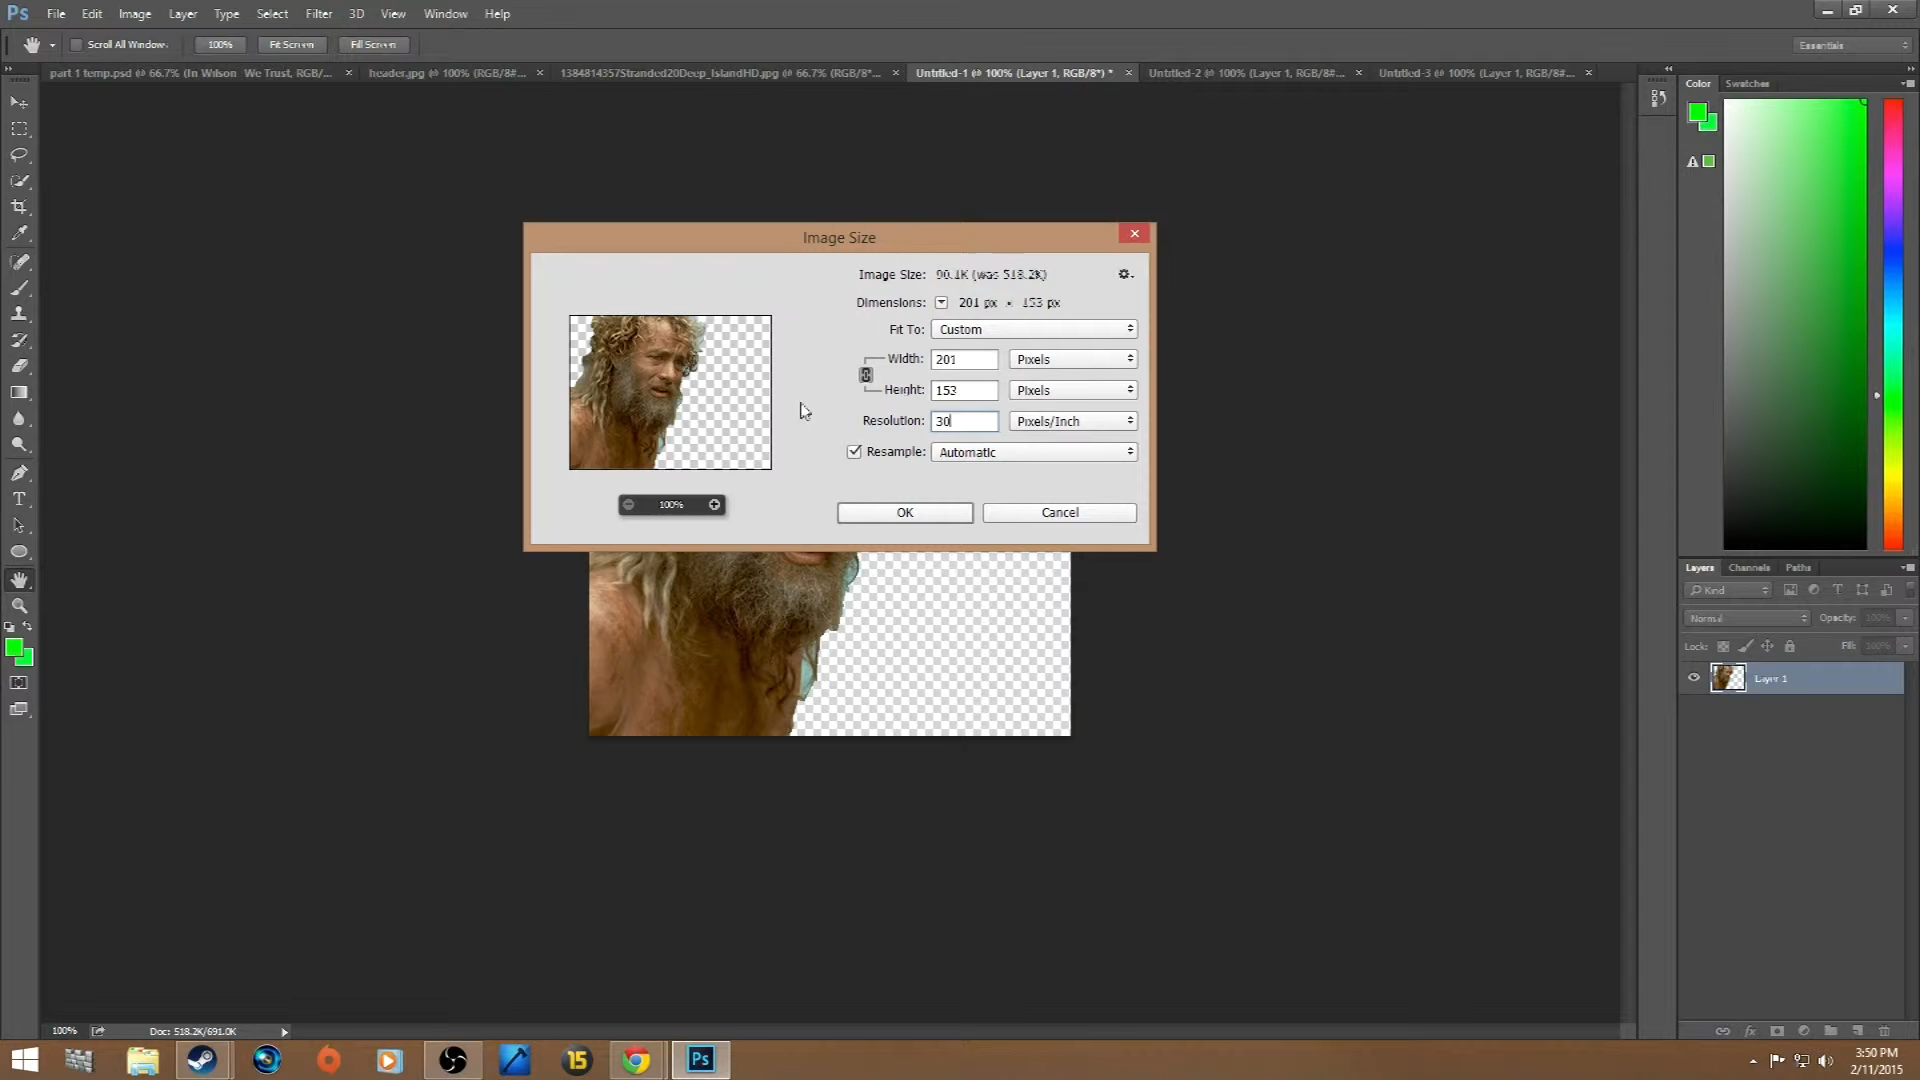 Ps File Edit Image Layer Type Select Filter 3D View Window Help
Scroll All Windows 100% Fit Screen Fill Screen Essentials
part 1 temp.psd @ 66.7% (In Wilson We Trust, RGB/... × header.jpg @ 100% (RGB/8#... × 1384814357Stranded20Deep_IslandHD.jpg @ 66.7% (RGB/8*... × Untitled-1 @ 100% (Layer 1, RGB/8*) * × Untitled-2 @ 100% (Layer 1, RGB/8#... × Untitled-3 @ 100% (Layer 1, RGB/8#... ×
Color Swatches
Image Size
Image Size: 90.1K (was 518.2K)
Dimensions: 201 px × 153 px
Fit To: Custom
Width: 201 Pixels
Height: 153 Pixels
Resolution: 30 Pixels/Inch
Resample: Automatic
100%
OK Cancel
Layers Channels Paths
Kind
Normal Opacity: 100%
Lock: Fill: 100%
Layer 1
100% Doc: 518.2K/691.0K
15 Ps
3:50 PM
2/11/2015